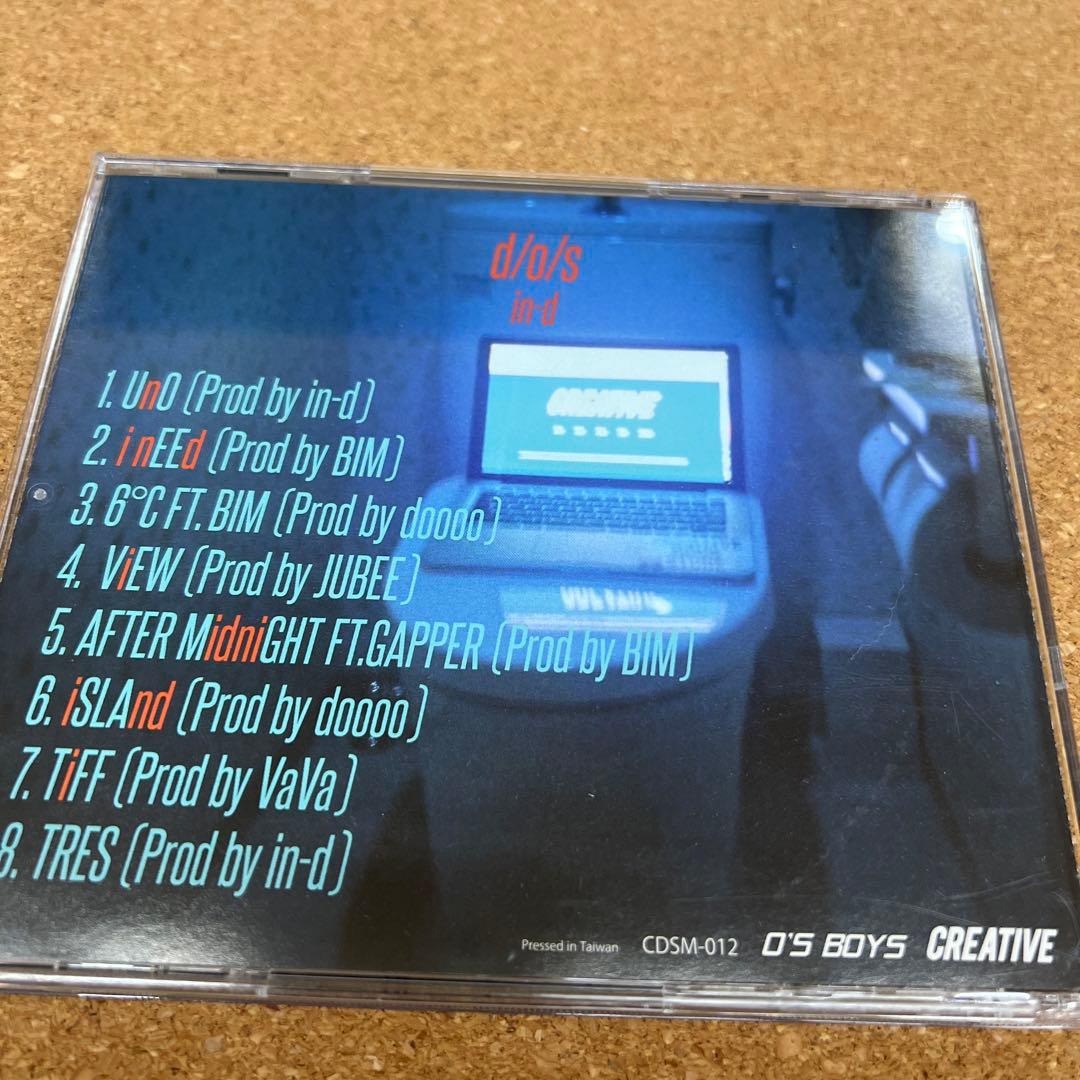 d/o/s
in-d
1. UnO (Prod by in-d)
2. i nEEd (Prod by BIM)
3. 6°C FT. BIM (Prod by doooo)
4. ViEW (Prod by JUBEE)
5. AFTER MidniGHT FT.GAPPER (Prod by BIM)
6. iSLAnd (Prod by doooo)
7. TiFF (Prod by VaVa)
8. TRES (Prod by in-d)
CREATIVE
Pressed in Taiwan CDSM-012 O'S BOYS CREATIVE